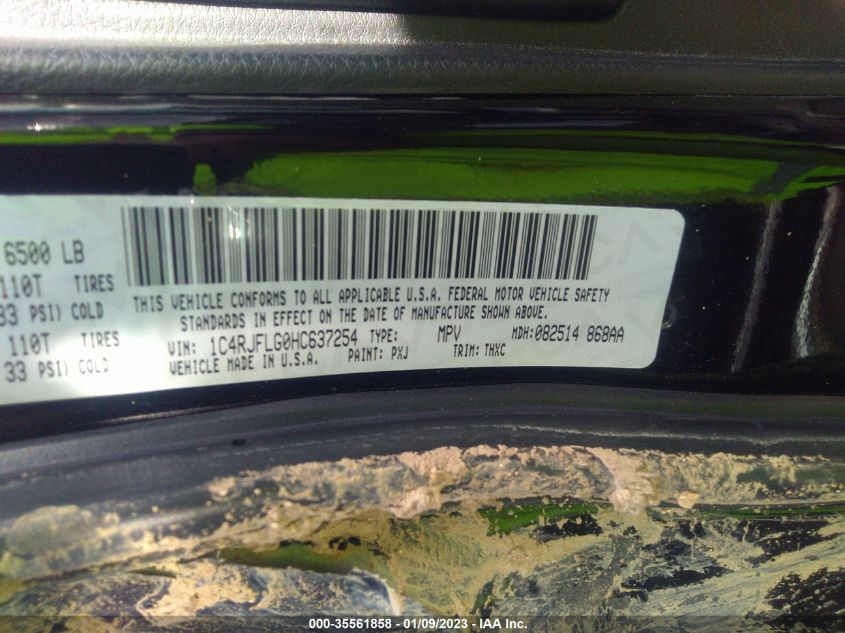 6500 LB
110T TIRES
33 PSI) COLD
110T TIRES
33 PSI) COLD
THIS VEHICLE CONFORMS TO ALL APPLICABLE U.S.A. FEDERAL MOTOR VEHICLE SAFETY
STANDARDS IN EFFECT ON THE DATE OF MANUFACTURE SHOWN ABOVE.
VIN: 1C4RJFLG0HC637254 TYPE: MPV MDH:082514 868AA
VEHICLE MADE IN U.S.A. PAINT: PXJ TRIM: THXC
000-35561858 - 01/09/2023 - ©IAA Inc.